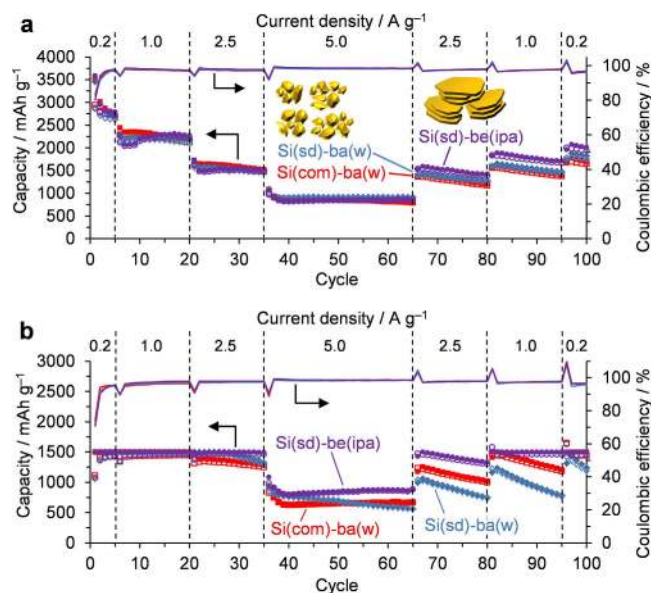 a
Current density / A g⁻¹
0.2 1.0 2.5 5.0 2.5 1.0 0.2
Capacity / mAh g⁻¹
4000
3500
3000
2500
2000
1500
1000
500
0
Coulombic efficiency / %
100
80
60
40
20
0
Si(sd)-be(ipa)
Si(sd)-ba(w)
Si(com)-ba(w)
0 10 20 30 40 50 60 70 80 90 100
Cycle
b
Current density / A g⁻¹
0.2 1.0 2.5 5.0 2.5 1.0 0.2
Capacity / mAh g⁻¹
3000
2500
2000
1500
1000
500
0
Coulombic efficiency / %
100
80
60
40
20
0
Si(sd)-be(ipa)
Si(com)-ba(w)
Si(sd)-ba(w)
0 10 20 30 40 50 60 70 80 90 100
Cycle